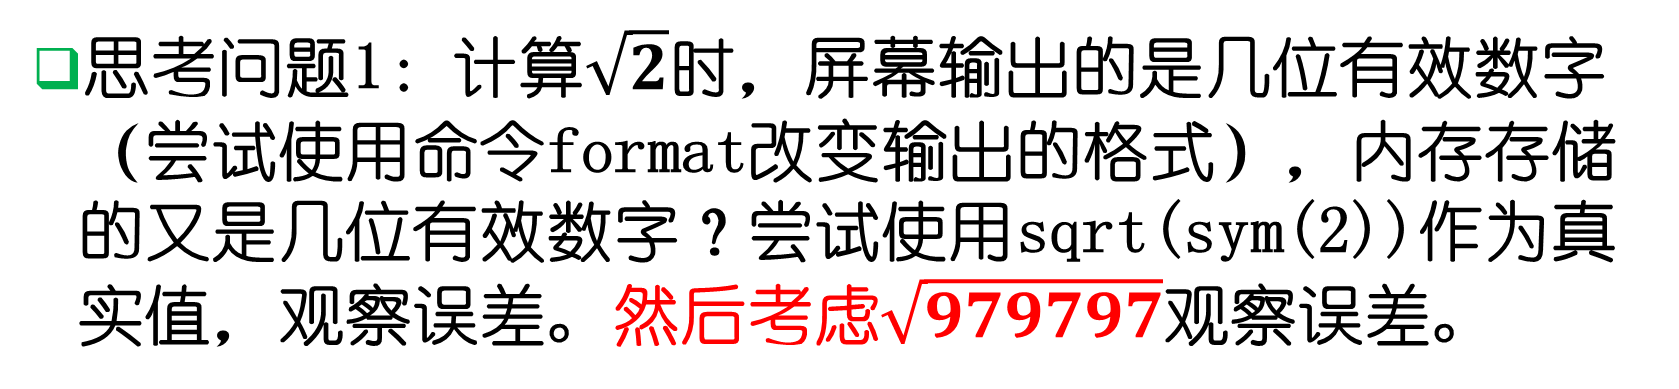 思考问题1：计算√2时，屏幕输出的是几位有效数字
（尝试使用命令format改变输出的格式），内存存储
的又是几位有效数字？尝试使用sqrt(sym(2))作为真
实值，观察误差。然后考虑√979797观察误差。